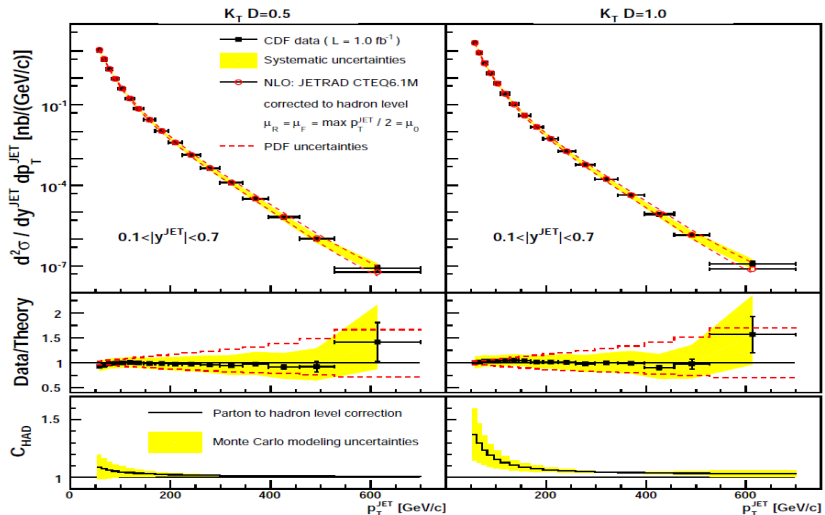 K_T D=0.5
K_T D=1.0
CDF data ( L = 1.0 fb⁻¹)
Systematic uncertainties
NLO: JETRAD CTEQ6.1M
corrected to hadron level
μ_R = μ_F = max p_T^JET / 2 = μ_0
PDF uncertainties
d²σ / dy^JET dp_T^JET [nb/(GeV/c)]
10⁻¹
10⁻⁴
10⁻⁷
0.1<|y^JET|<0.7
0.1<|y^JET|<0.7
Data/Theory
2
1.5
1
0.5
Parton to hadron level correction
Monte Carlo modeling uncertainties
C_HAD
1.5
1
0 200 400 600
p_T^JET [GeV/c]
200 400 600
p_T^JET [GeV/c]